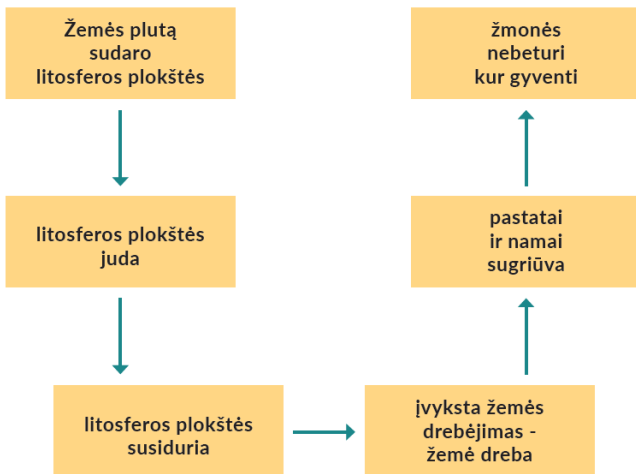 Žemės plutą
sudaro
litosferos plokštės
litosferos plokštės
juda
litosferos plokštės
susiduria
įvyksta žemės
drebėjimas -
žemė dreba
pastatai
ir namai
sugriūva
žmonės
nebeturi
kur gyventi